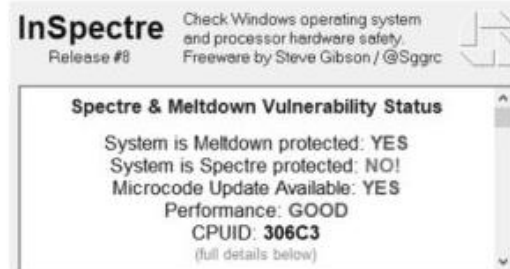 InSpectre
Release #8
Check Windows operating system
and processor hardware safety.
Freeware by Steve Gibson / @Sggrc
Spectre & Meltdown Vulnerability Status
System is Meltdown protected: YES
System is Spectre protected: NO!
Microcode Update Available: YES
Performance: GOOD
CPUID: 306C3
(full details below)